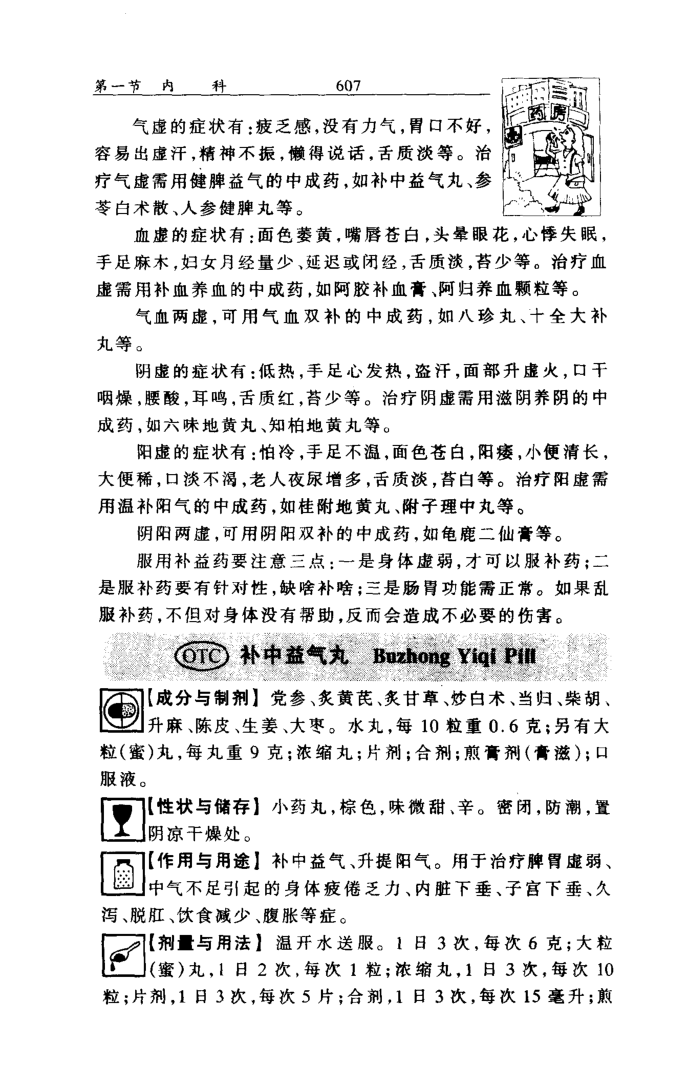 第一节 内 科 607
药房
气虚的症状有:疲乏感,没有力气,胃口不好,
容易出虚汗,精神不振,懒得说话,舌质淡等。治
疗气虚需用健脾益气的中成药,如补中益气丸、参
苓白术散、人参健脾丸等。
血虚的症状有:面色萎黄,嘴唇苍白,头晕眼花,心悸失眠,
手足麻木,妇女月经量少、延迟或闭经,舌质淡,苔少等。治疗血
虚需用补血养血的中成药,如阿胶补血膏、阿归养血颗粒等。
气血两虚,可用气血双补的中成药,如八珍丸、十全大补
丸等。
阴虚的症状有:低热,手足心发热,盗汗,面部升虚火,口干
咽燥,腰酸,耳鸣,舌质红,苔少等。治疗阴虚需用滋阴养阴的中
成药,如六味地黄丸、知柏地黄丸等。
阳虚的症状有:怕冷,手足不温,面色苍白,阳痿,小便清长,
大便稀,口淡不渴,老人夜尿增多,舌质淡,苔白等。治疗阳虚需
用温补阳气的中成药,如桂附地黄丸、附子理中丸等。
阴阳两虚,可用阴阳双补的中成药,如龟鹿二仙膏等。
服用补益药要注意三点:一是身体虚弱,才可以服补药;二
是服补药要有针对性,缺啥补啥;三是肠胃功能需正常。如果乱
服补药,不但对身体没有帮助,反而会造成不必要的伤害。
OTC 补中益气丸 Buzhong Yiqi Pill
【成分与制剂】 党参、炙黄芪、炙甘草、炒白术、当归、柴胡、
升麻、陈皮、生姜、大枣。水丸,每 10 粒重 0.6 克;另有大
粒(蜜)丸,每丸重 9 克;浓缩丸;片剂;合剂;煎膏剂(膏滋);口
服液。
【性状与储存】 小药丸,棕色,味微甜、辛。密闭,防潮,置
阴凉干燥处。
【作用与用途】 补中益气、升提阳气。用于治疗脾胃虚弱、
中气不足引起的身体疲倦乏力、内脏下垂、子宫下垂、久
泻、脱肛、饮食减少、腹胀等症。
【剂量与用法】 温开水送服。1 日 3 次,每次 6 克;大粒
(蜜)丸,1 日 2 次,每次 1 粒;浓缩丸,1 日 3 次,每次 10
粒;片剂,1 日 3 次,每次 5 片;合剂,1 日 3 次,每次 15 毫升;煎